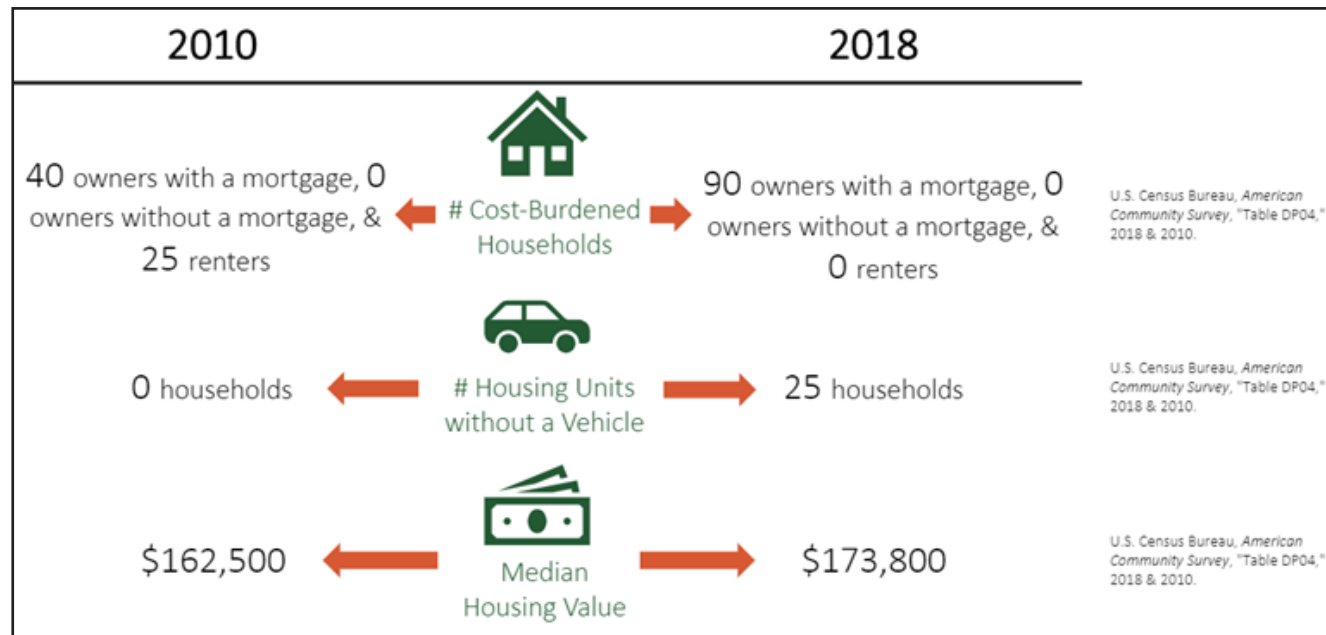 2010
2018
40 owners with a mortgage, 0
owners without a mortgage, &
25 renters
# Cost-Burdened
Households
90 owners with a mortgage, 0
owners without a mortgage, &
0 renters
U.S. Census Bureau, American
Community Survey, "Table DP04,"
2018 & 2010.
0 households
# Housing Units
without a Vehicle
25 households
U.S. Census Bureau, American
Community Survey, "Table DP04,"
2018 & 2010.
$162,500
Median
Housing Value
$173,800
U.S. Census Bureau, American
Community Survey, "Table DP04,"
2018 & 2010.